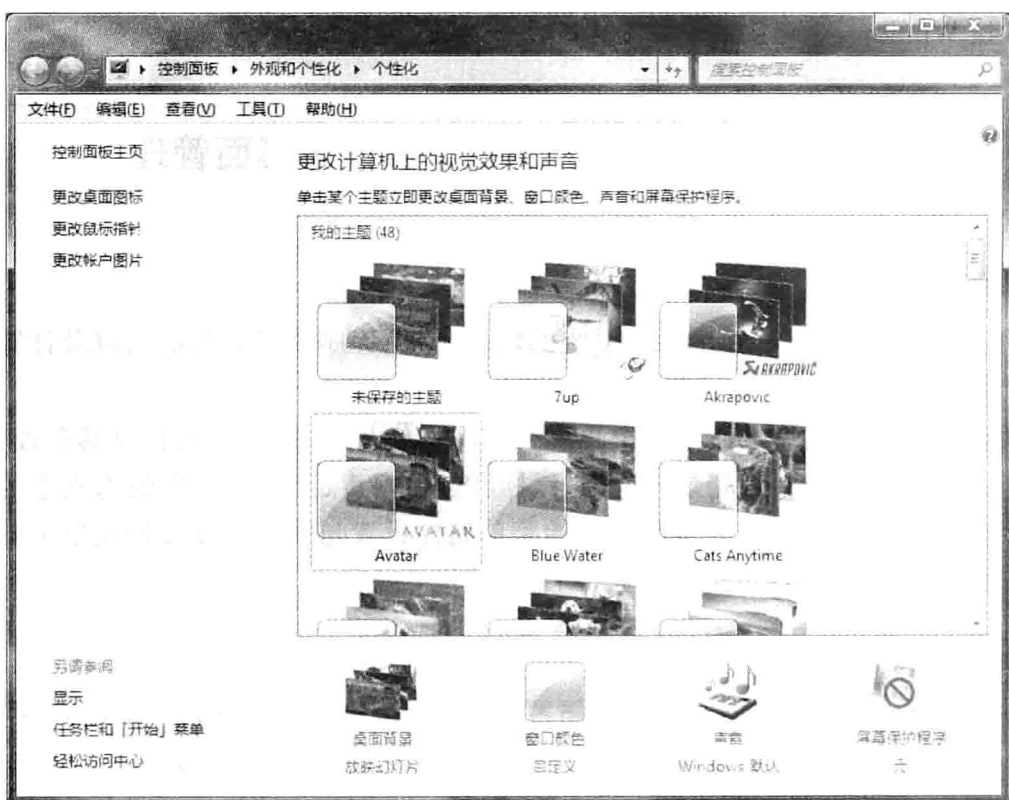 控制面板 ▸ 外观和个性化 ▸ 个性化
搜索控制面板
文件(F) 编辑(E) 查看(V) 工具(T) 帮助(H)
控制面板主页
更改桌面图标
更改鼠标指针
更改帐户图片
更改计算机上的视觉效果和声音
单击某个主题立即更改桌面背景、窗口颜色、声音和屏幕保护程序。
我的主题 (48)
AKRAPOVIČ
未保存的主题 7up Akrapovic
AVATAR
Avatar Blue Water Cats Anytime
另请参阅
显示
任务栏和「开始」菜单
轻松访问中心
桌面背景 窗口颜色 声音 屏幕保护程序
放映幻灯片 自定义 Windows 默认 无